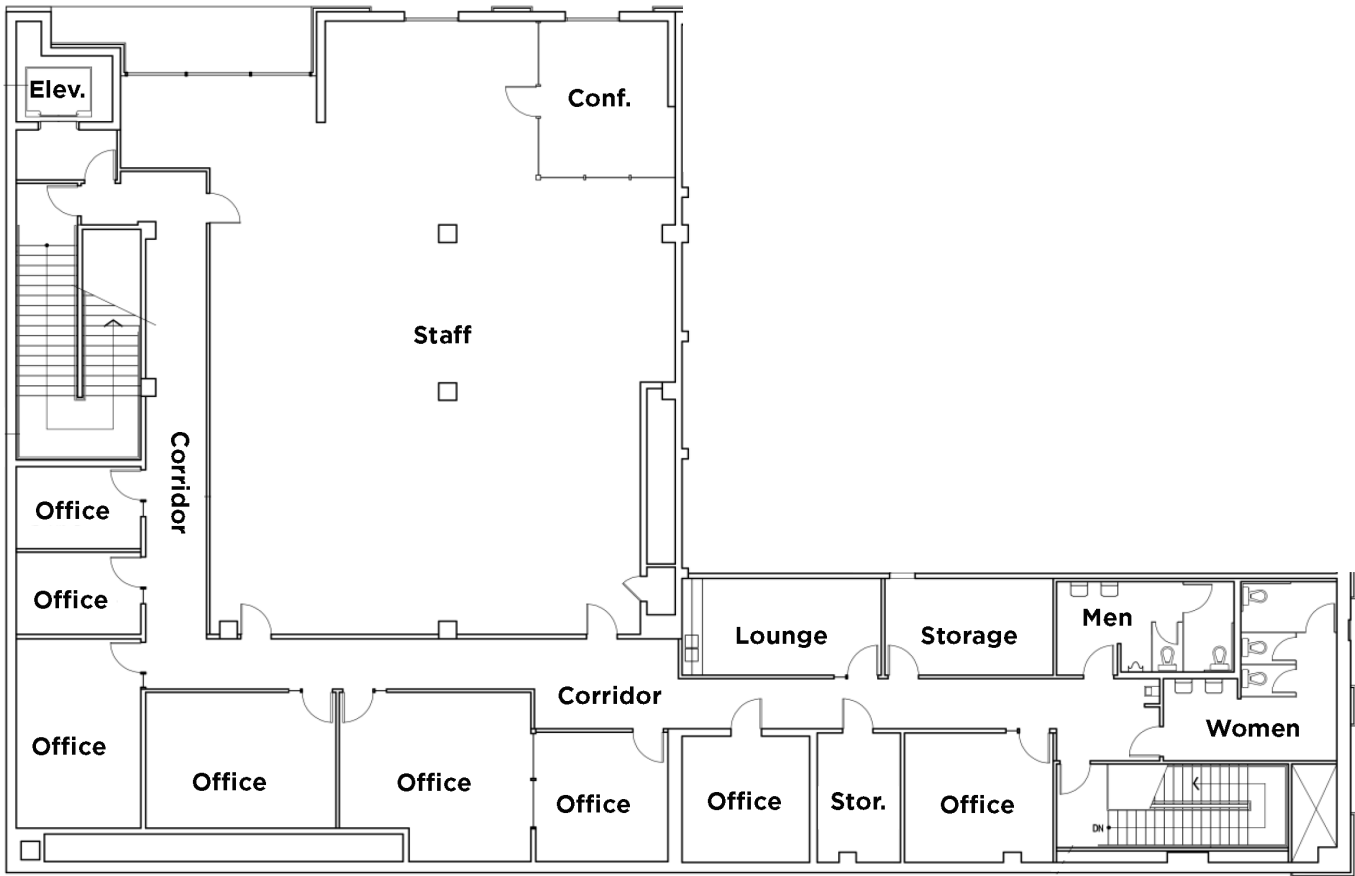 Elev.
Conf.
Staff
Corridor
Office
Office
Lounge
Storage
Men
Corridor
Women
Office
Office
Office
Office
Office
Stor.
Office
DN